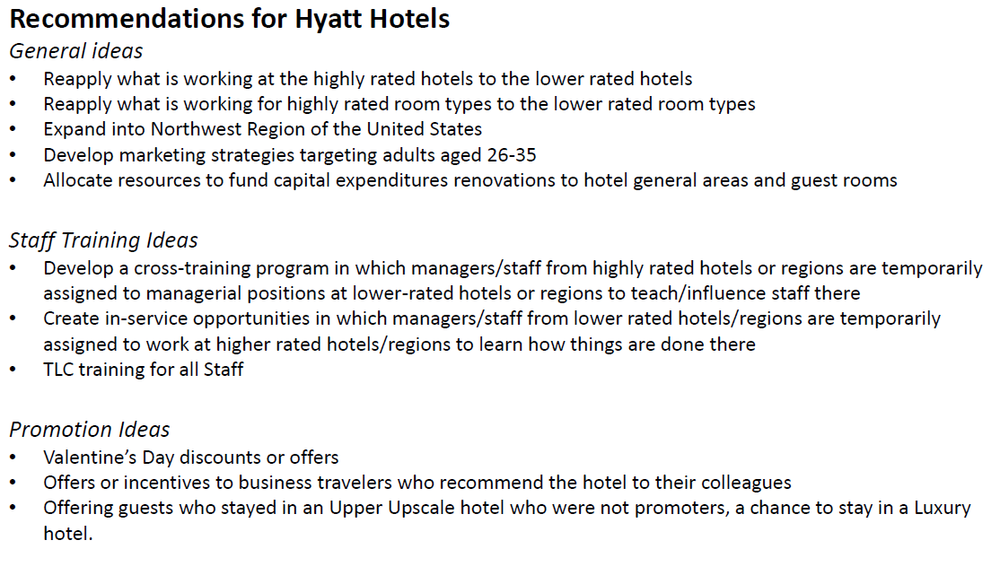 Recommendations for Hyatt Hotels
General ideas
• Reapply what is working at the highly rated hotels to the lower rated hotels
• Reapply what is working for highly rated room types to the lower rated room types
• Expand into Northwest Region of the United States
• Develop marketing strategies targeting adults aged 26-35
• Allocate resources to fund capital expenditures renovations to hotel general areas and guest rooms
Staff Training Ideas
• Develop a cross-training program in which managers/staff from highly rated hotels or regions are temporarily
assigned to managerial positions at lower-rated hotels or regions to teach/influence staff there
• Create in-service opportunities in which managers/staff from lower rated hotels/regions are temporarily
assigned to work at higher rated hotels/regions to learn how things are done there
• TLC training for all Staff
Promotion Ideas
• Valentine’s Day discounts or offers
• Offers or incentives to business travelers who recommend the hotel to their colleagues
• Offering guests who stayed in an Upper Upscale hotel who were not promoters, a chance to stay in a Luxury
hotel.